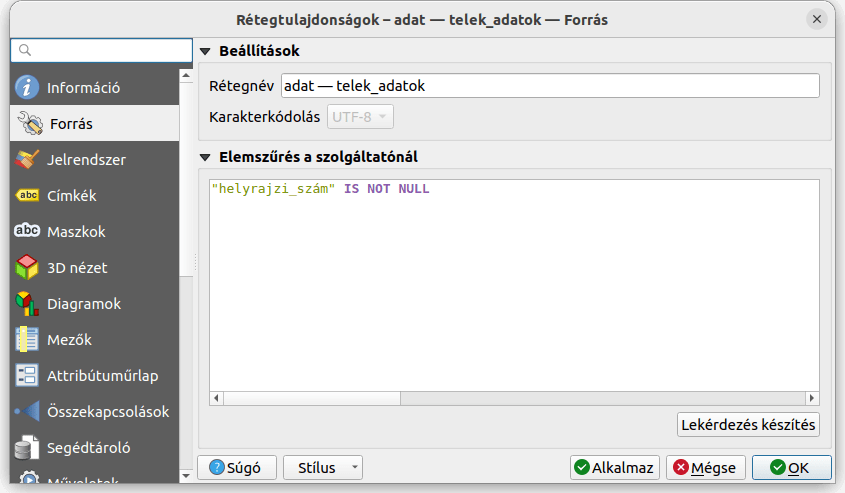 Rétegtulajdonságok – adat — telek_adatok — Forrás
Információ
Forrás
Jelrendszer
Címkék
Maszkok
3D nézet
Diagramok
Mezők
Attribútuműrlap
Összekapcsolások
Segédtároló
Műveletek
Beállítások
Rétegnév adat — telek_adatok
Karakterkódolás UTF-8
Elemszűrés a szolgáltatónál
"helyrajzi_szám" IS NOT NULL
Lekérdezés készítés
Súgó Stílus Alkalmaz Mégse OK